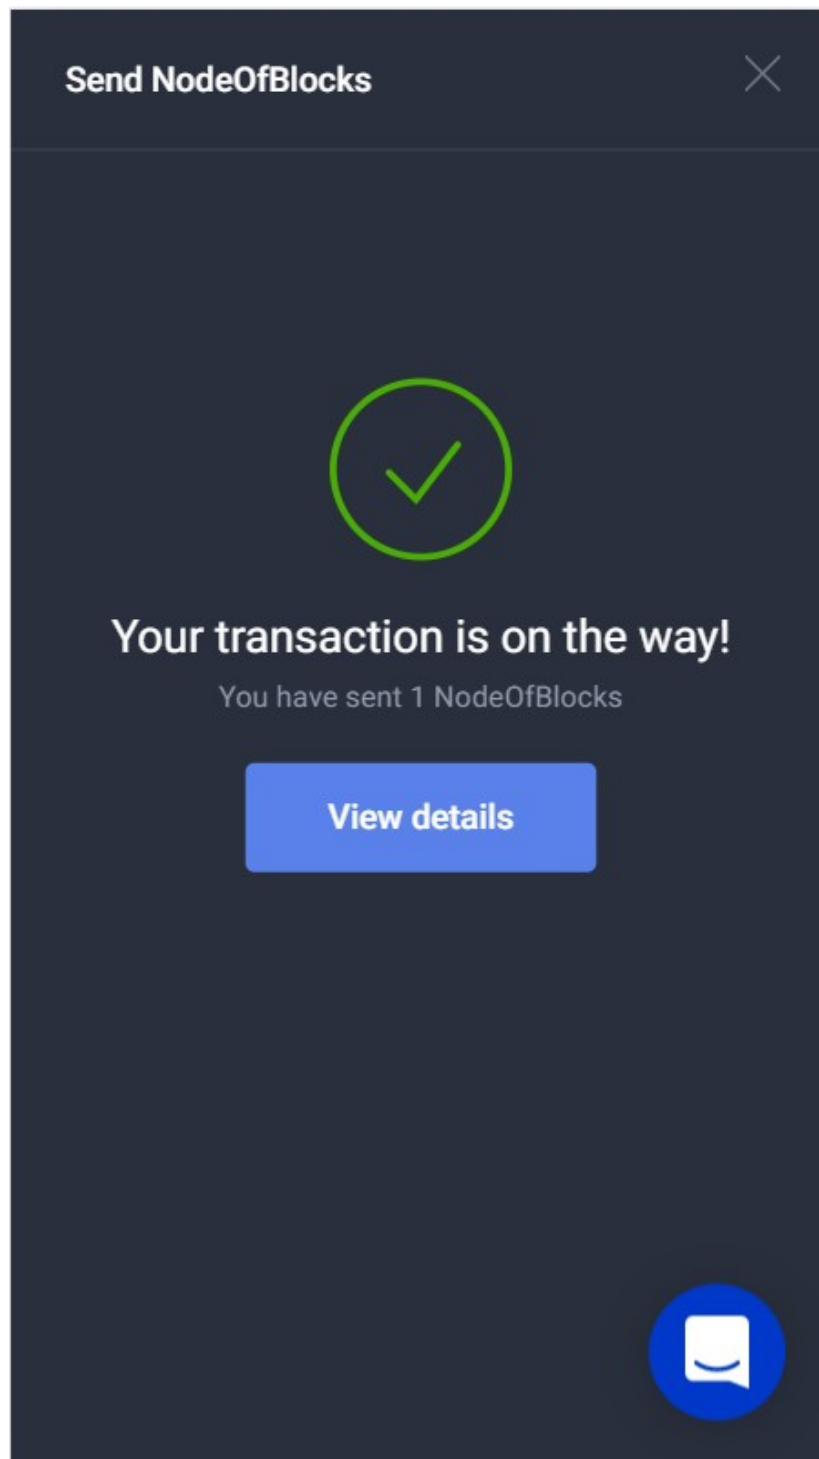 Send NodeOfBlocks
Your transaction is on the way!
You have sent 1 NodeOfBlocks
View details